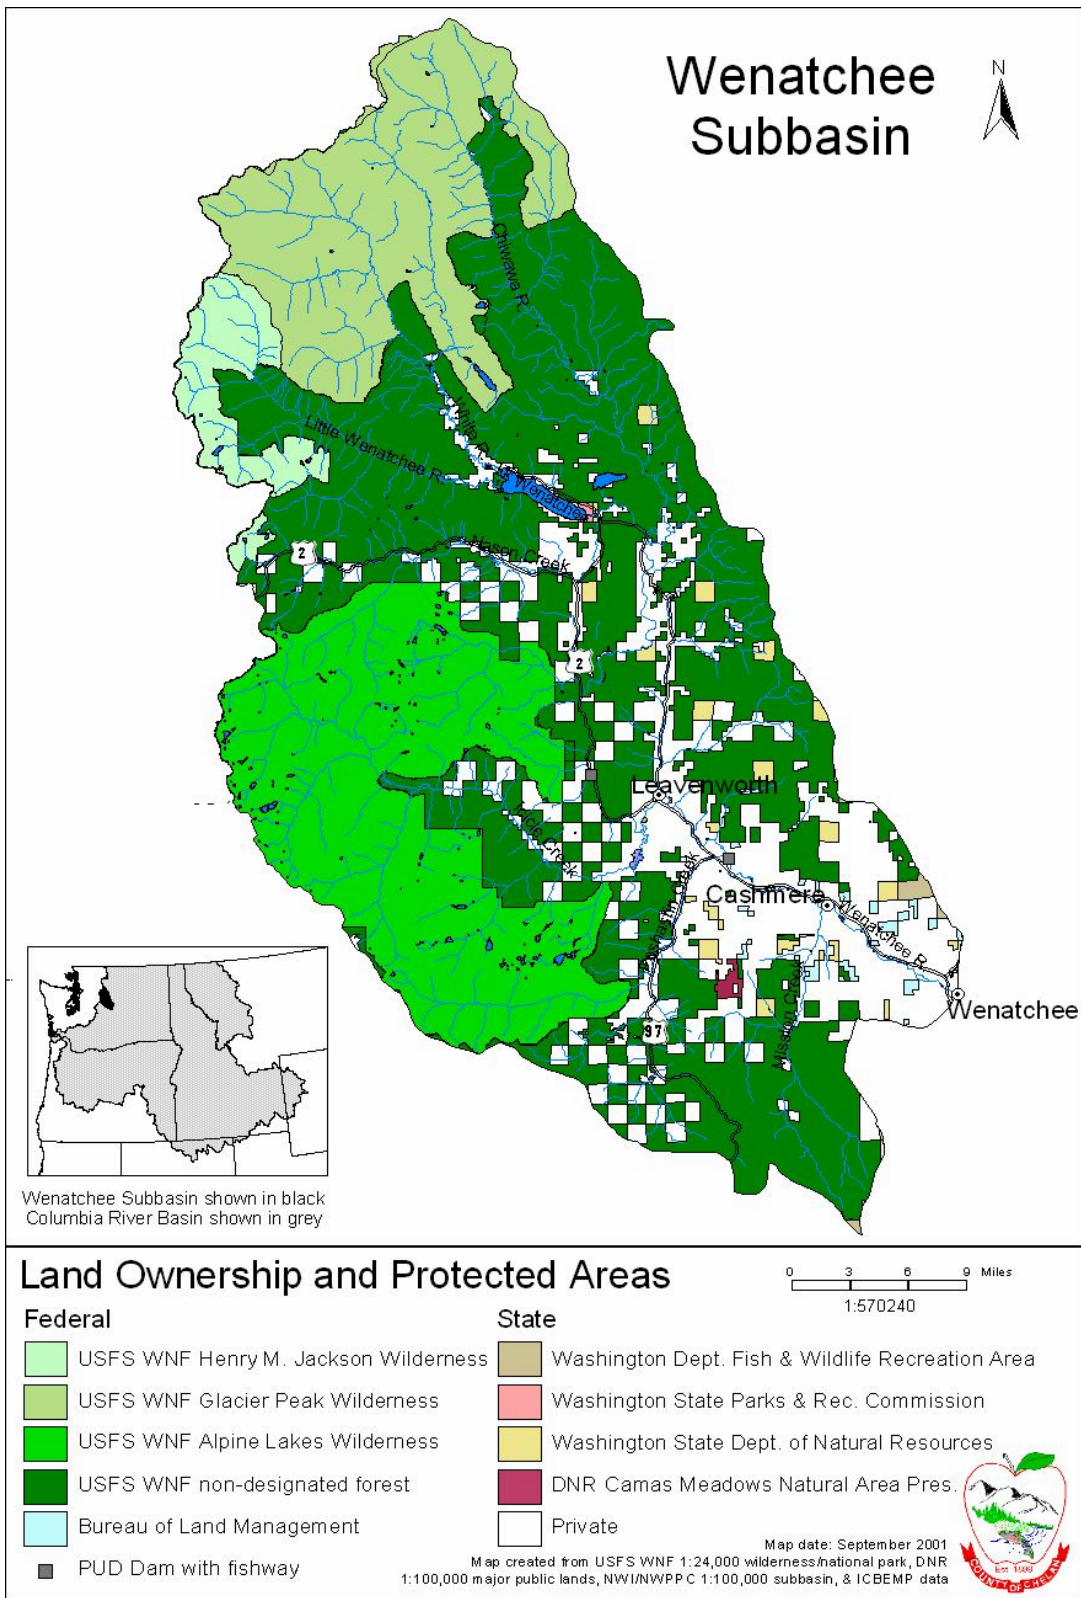 Wenatchee
Subbasin
N
Chiwawa R.
White R.
Little Wenatchee R.
Wenatchee
2
Nason Creek
2
Leavenworth
Icicle Creek
Cashmere
Wenatchee R.
Wenatchee
Mission Creek
97
Wenatchee Subbasin shown in black
Columbia River Basin shown in grey
Land Ownership and Protected Areas
0 3 6 9 Miles
1:570240
Federal
USFS WNF Henry M. Jackson Wilderness
USFS WNF Glacier Peak Wilderness
USFS WNF Alpine Lakes Wilderness
USFS WNF non-designated forest
Bureau of Land Management
PUD Dam with fishway
State
Washington Dept. Fish & Wildlife Recreation Area
Washington State Parks & Rec. Commission
Washington State Dept. of Natural Resources
DNR Camas Meadows Natural Area Pres.
Private
Map date: September 2001
Map created from USFS WNF 1:24,000 wilderness/national park, DNR
1:100,000 major public lands, NWI/NWPPC 1:100,000 subbasin, & ICBEMP data
Est 1899
COUNTY OF CHELAN